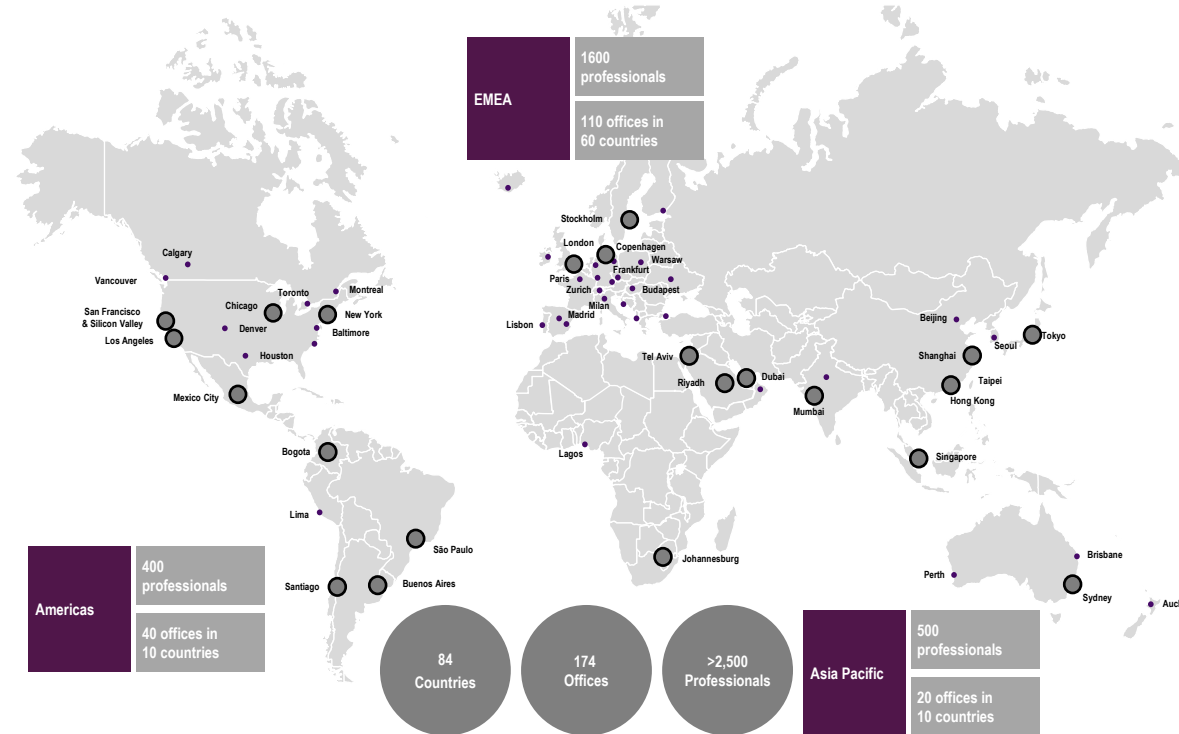 1600
professionals
EMEA
110 offices in
60 countries
Stockholm
London
Copenhagen
Warsaw
Frankfurt
Paris
Zurich
Budapest
Milan
Madrid
Lisbon
Calgary
Vancouver
Toronto
Montreal
San Francisco
& Silicon Valley
Chicago
New York
Denver
Baltimore
Los Angeles
Houston
Mexico City
Beijing
Seoul
Tokyo
Shanghai
Tel Aviv
Riyadh
Dubai
Taipei
Hong Kong
Mumbai
Bogota
Lagos
Singapore
Lima
São Paulo
Johannesburg
Brisbane
Perth
Santiago
Buenos Aires
Sydney
Auck
400
professionals
Americas
40 offices in
10 countries
84
Countries
174
Offices
>2,500
Professionals
500
professionals
Asia Pacific
20 offices in
10 countries